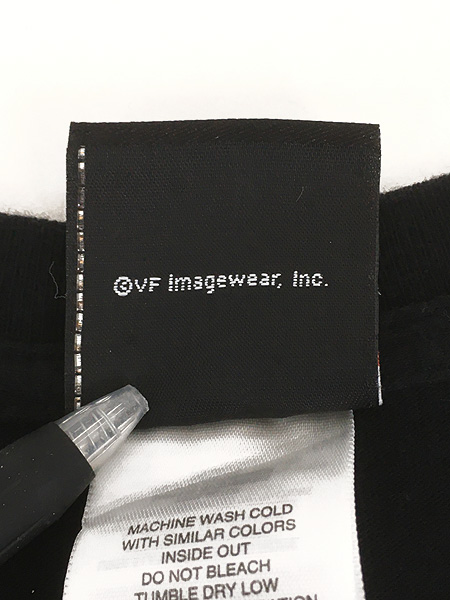 ©VF Imagewear, Inc.
MACHINE WASH COLD
WITH SIMILAR COLORS
INSIDE OUT
DO NOT BLEACH
TUMBLE DRY LOW